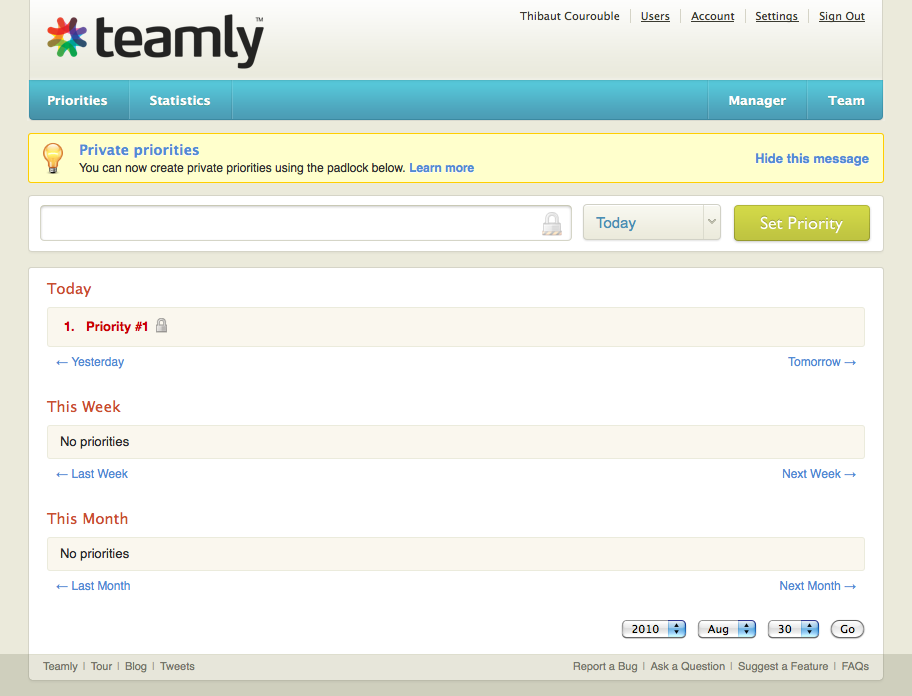 teamly™
Thibaut Courouble | Users | Account | Settings | Sign Out
Priorities Statistics Manager Team
Private priorities
You can now create private priorities using the padlock below. Learn more
Hide this message
Today Set Priority
Today
1. Priority #1
← Yesterday Tomorrow →
This Week
No priorities
← Last Week Next Week →
This Month
No priorities
← Last Month Next Month →
2010 Aug 30 Go
Teamly | Tour | Blog | Tweets Report a Bug | Ask a Question | Suggest a Feature | FAQs